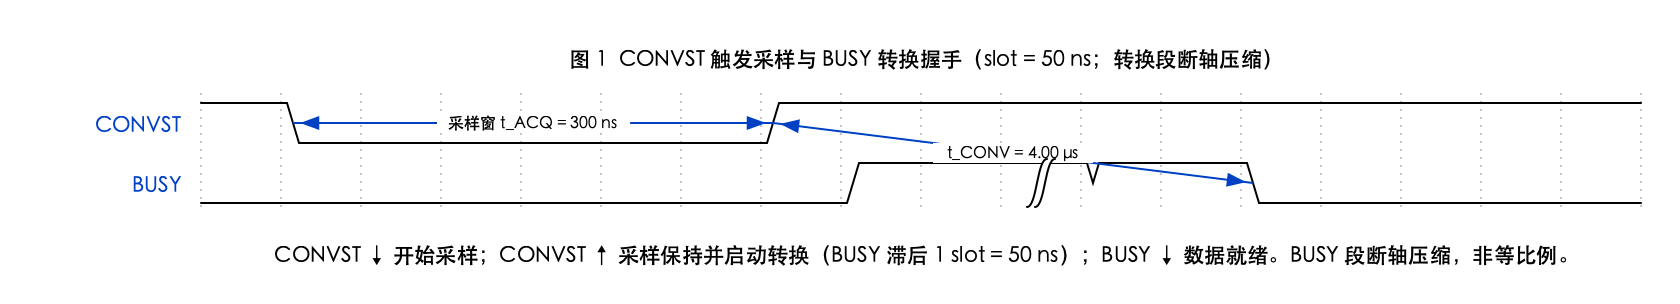 图 1 CONVST 触发采样与 BUSY 转换握手（slot = 50 ns；转换段断轴压缩）
CONVST
采样窗 t_ACQ = 300 ns
t_CONV = 4.00 µs
BUSY
CONVST ↓ 开始采样；CONVST ↑ 采样保持并启动转换（BUSY 滞后 1 slot = 50 ns）；BUSY ↓ 数据就绪。BUSY 段断轴压缩，非等比例。